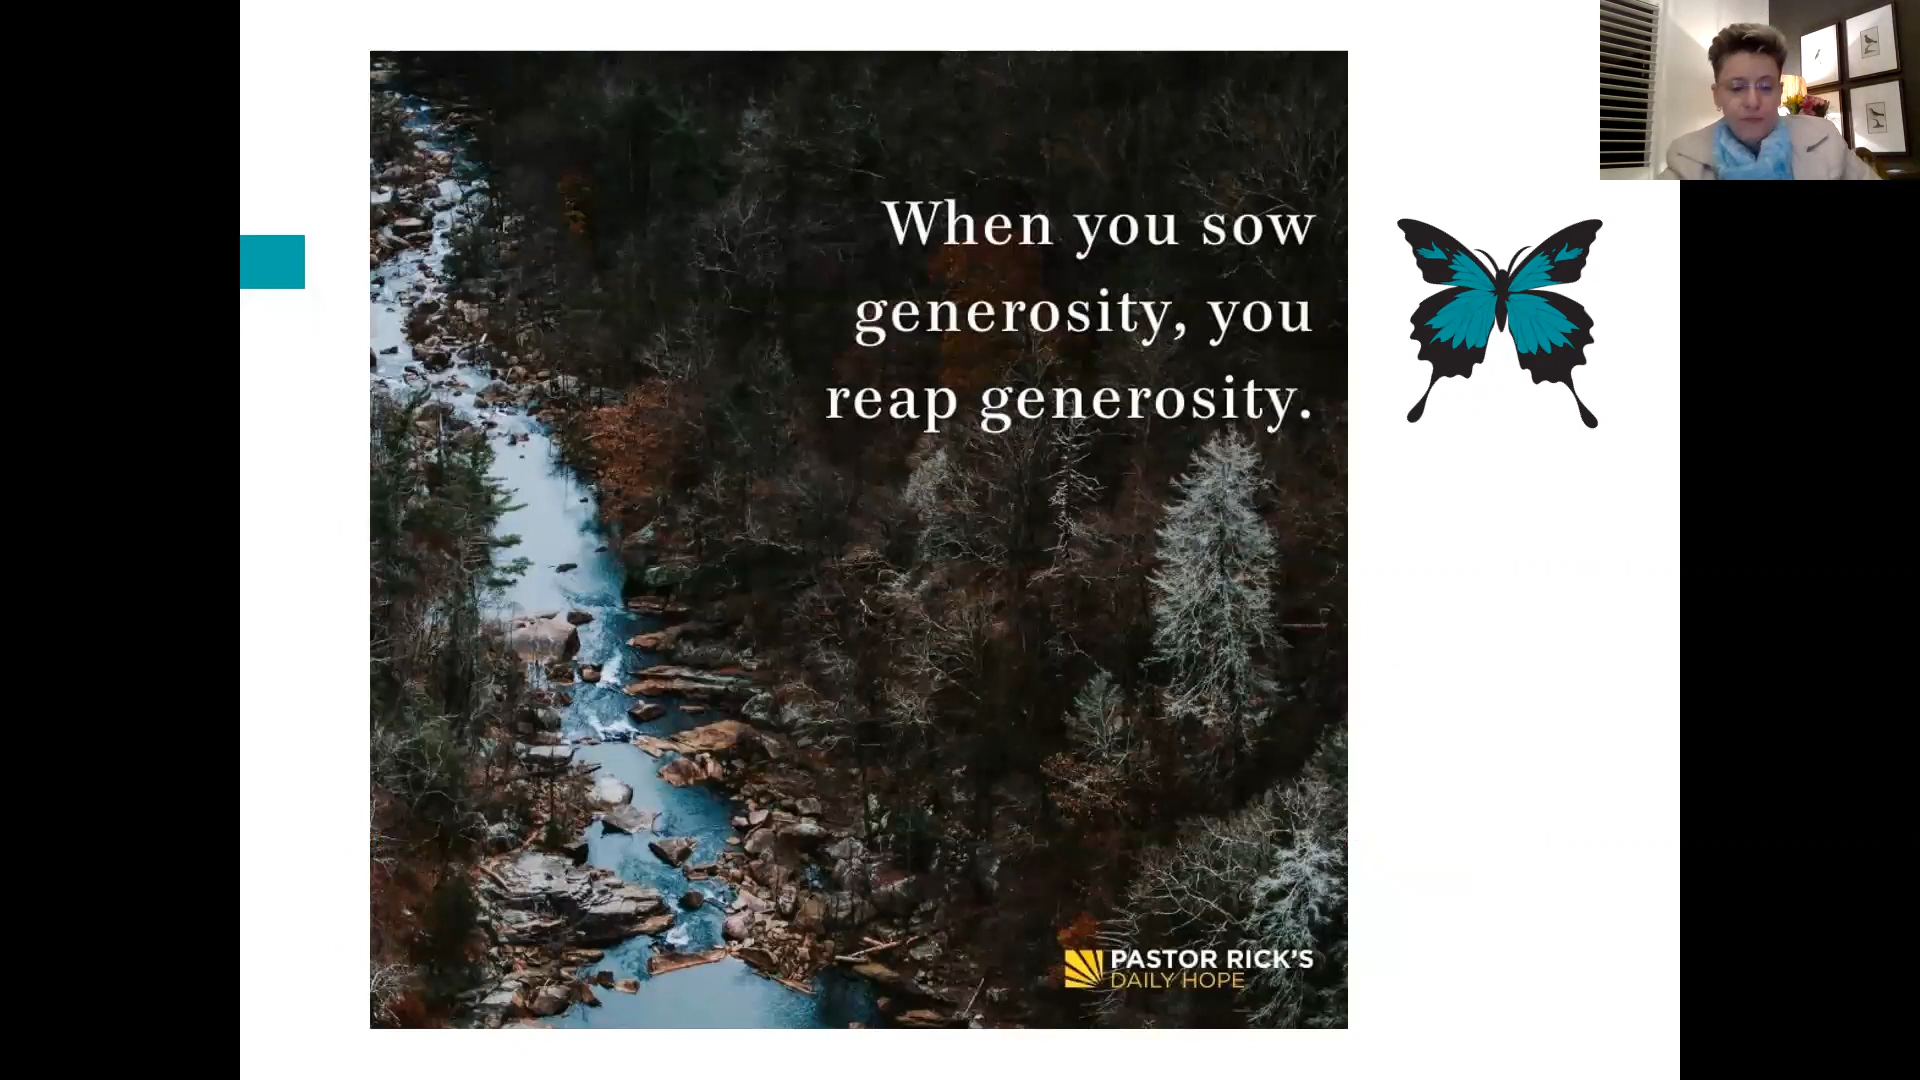 When you sow
generosity, you
reap generosity.
PASTOR RICK'S
DAILY HOPE